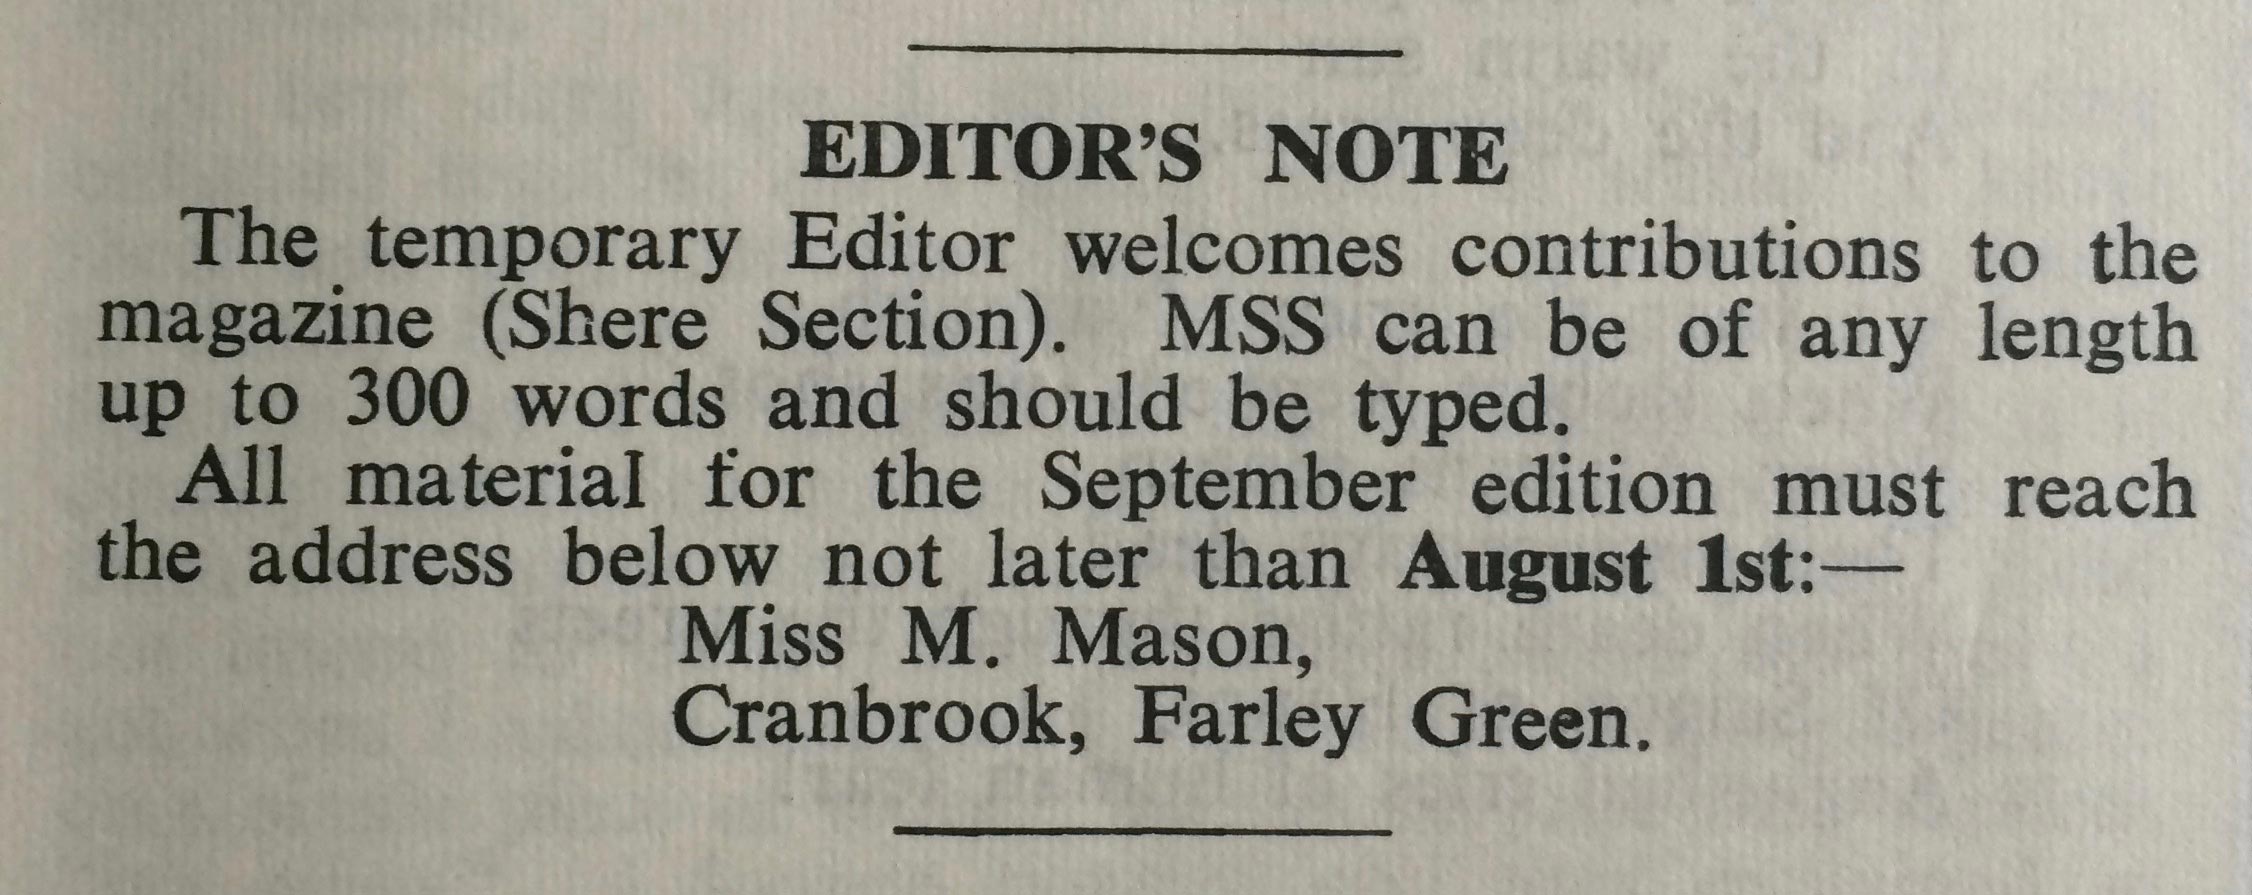 EDITOR'S NOTE
The temporary Editor welcomes contributions to the
magazine (Shere Section). MSS can be of any length
up to 300 words and should be typed.
All material for the September edition must reach
the address below not later than August 1st:—
Miss M. Mason,
Cranbrook, Farley Green.